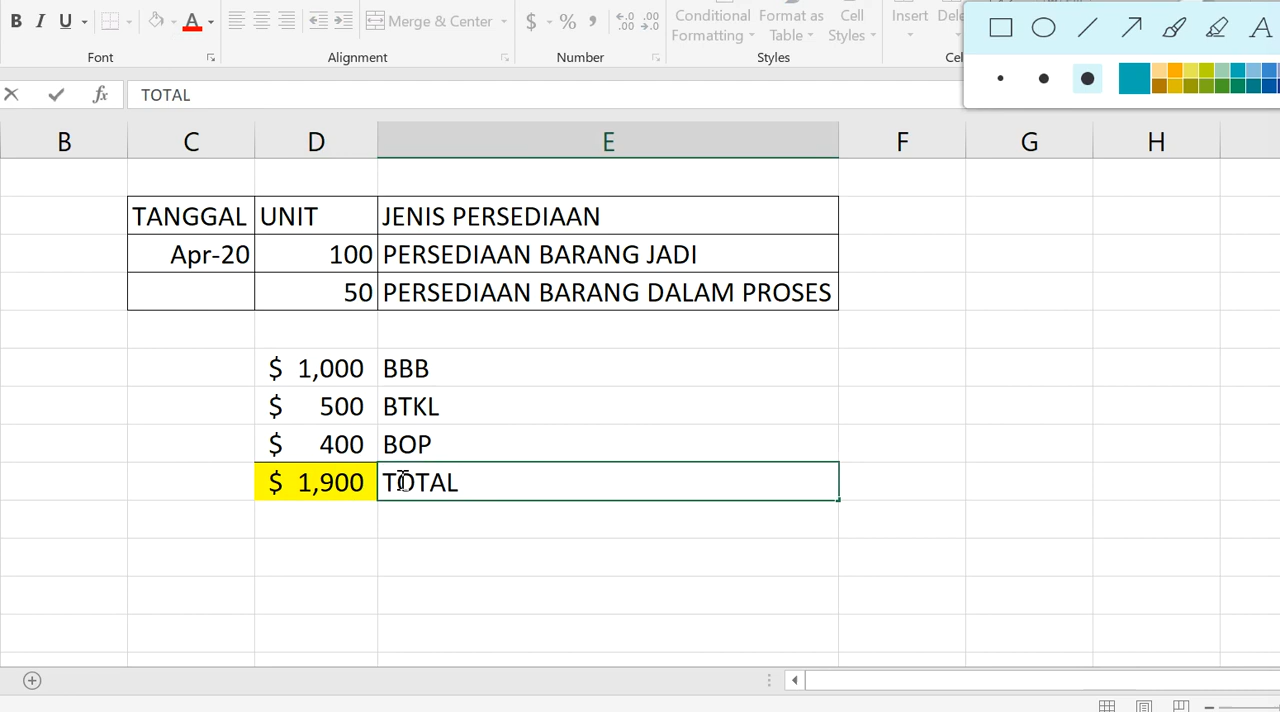 B I U A Merge & Center $ % , Conditional Formatting Format as Table Cell Styles Insert
Font Alignment Number Styles
fx TOTAL
B C D E F G H
TANGGAL UNIT JENIS PERSEDIAAN
Apr-20 100 PERSEDIAAN BARANG JADI
50 PERSEDIAAN BARANG DALAM PROSES
$ 1,000 BBB
$ 500 BTKL
$ 400 BOP
$ 1,900 TOTAL